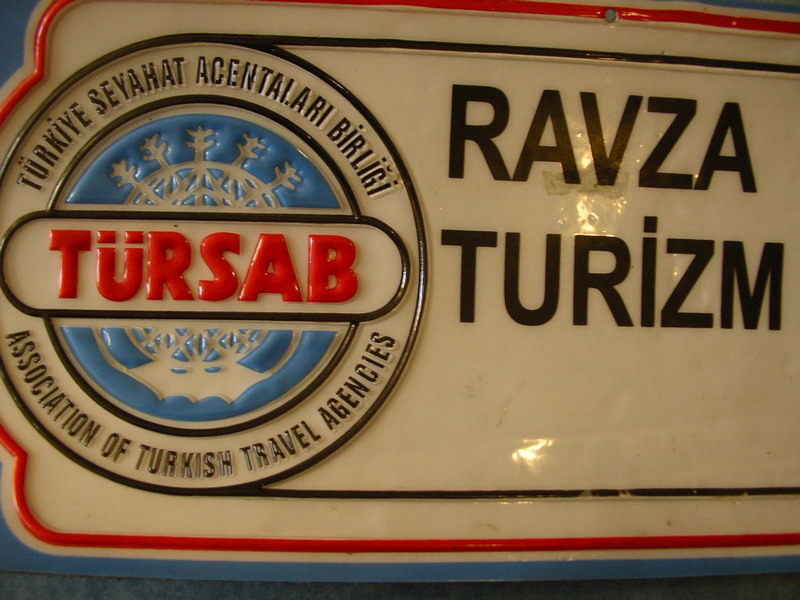 TÜRKİYE SEYAHAT ACENTALARI BİRLİĞİ
TÜRSAB
ASSOCIATION OF TURKISH TRAVEL AGENCIES
RAVZA
TURİZM